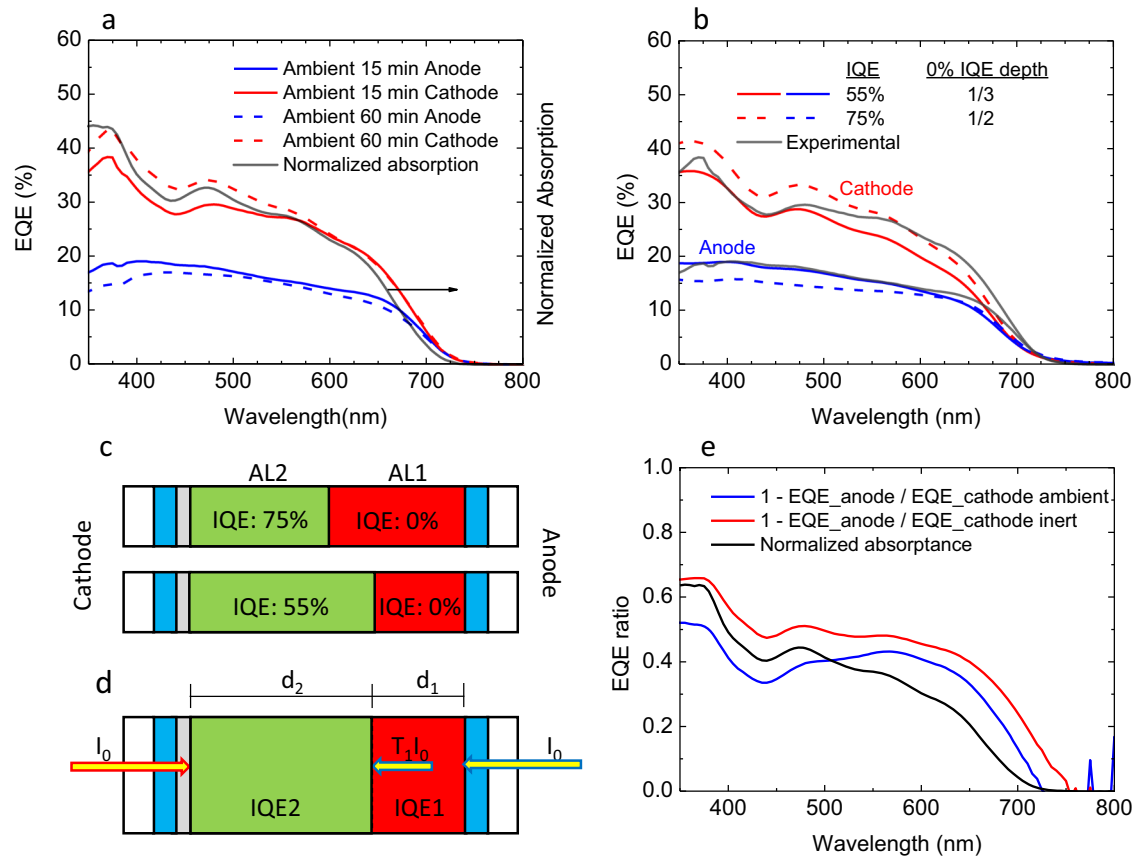 a
60
50
40
30
20
10
0
EQE (%)
Ambient 15 min Anode
Ambient 15 min Cathode
Ambient 60 min Anode
Ambient 60 min Cathode
Normalized absorption
Normalized Absorption
400 500 600 700 800
Wavelength(nm)
b
60
50
40
30
20
10
0
EQE (%)
IQE 0% IQE depth
55% 1/3
75% 1/2
Experimental
Cathode
Anode
400 500 600 700 800
Wavelength (nm)
c
AL2 AL1
IQE: 75% IQE: 0%
Cathode
Anode
IQE: 55% IQE: 0%
d
d₂ d₁
I₀ T₁I₀ I₀
IQE2 IQE1
e
1.0
0.8
0.6
0.4
0.2
0.0
EQE ratio
1 - EQE_anode / EQE_cathode ambient
1 - EQE_anode / EQE_cathode inert
Normalized absorptance
400 500 600 700 800
Wavelength (nm)